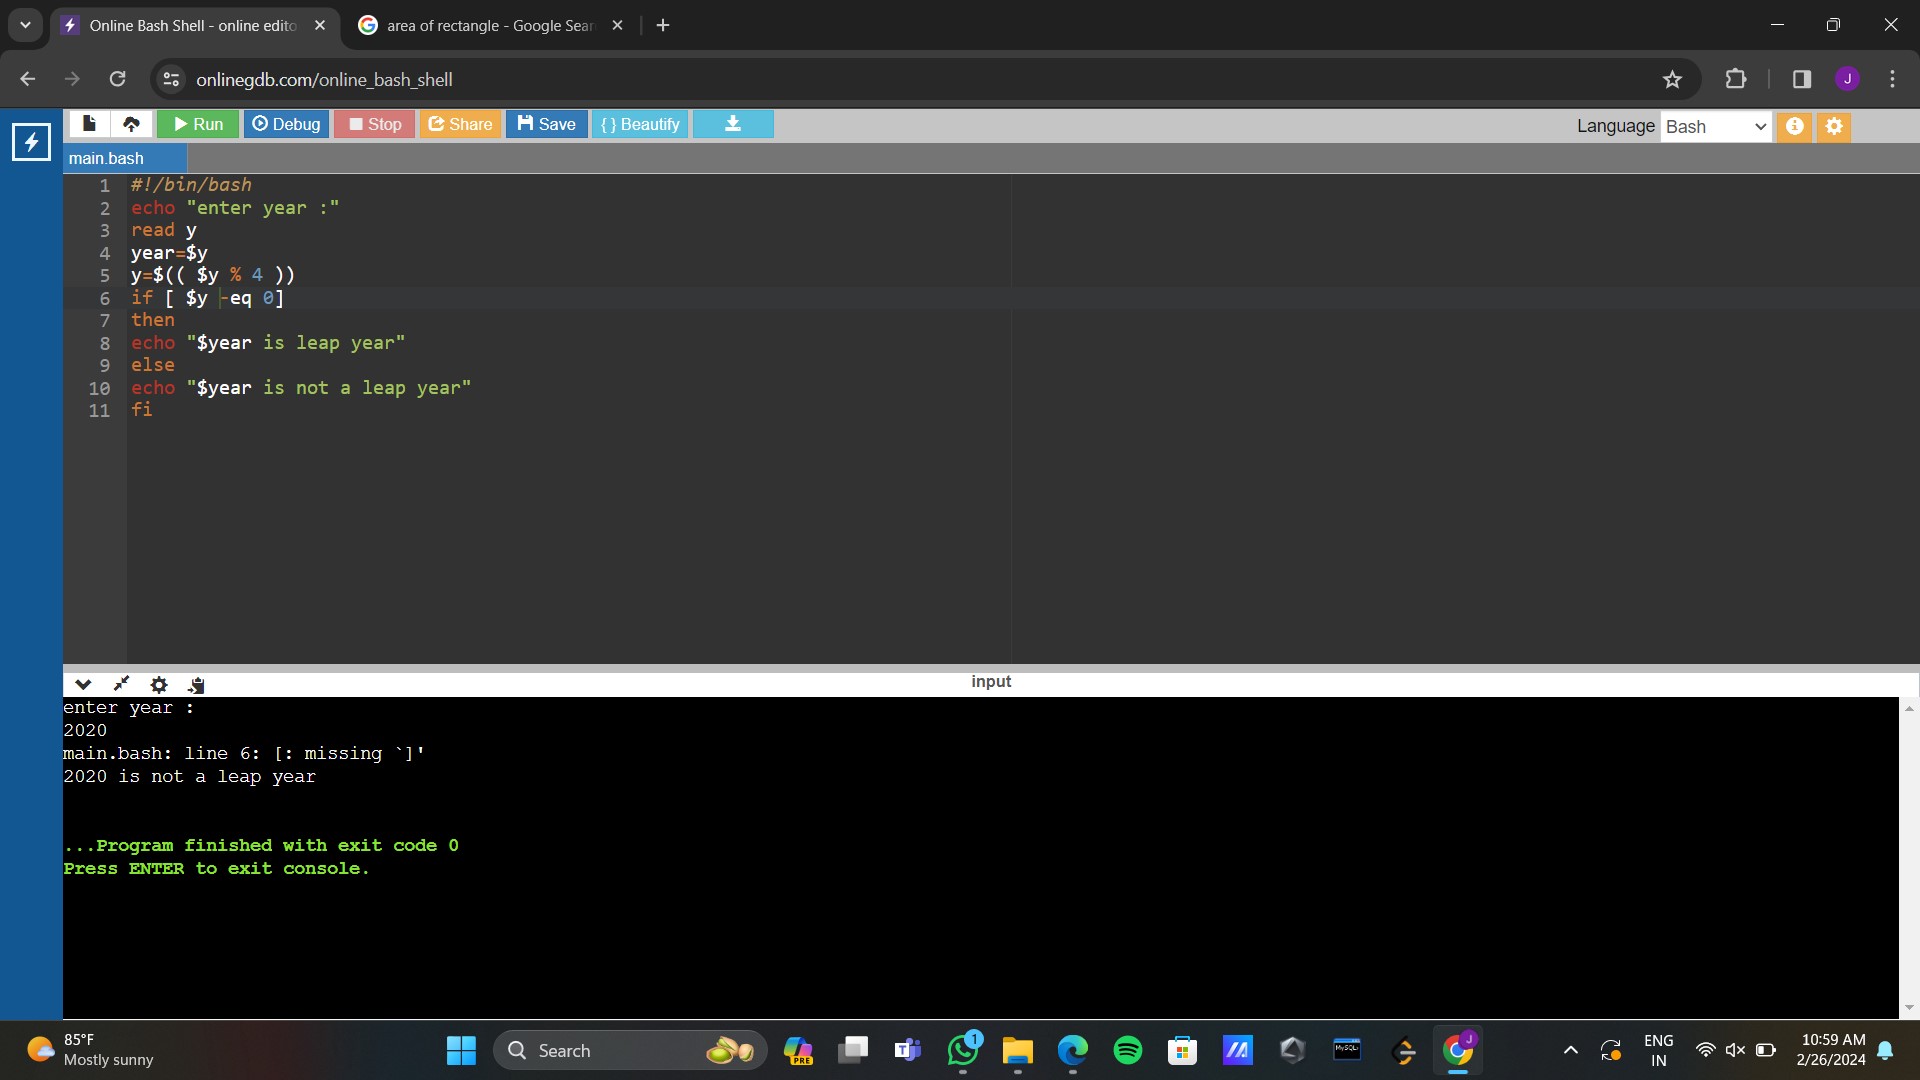 Online Bash Shell - online edito
area of rectangle - Google Sear
onlinegdb.com/online_bash_shell
J
Run
Debug
Stop
Share
Save
{ } Beautify
Language
Bash
main.bash
1 #!/bin/bash
2 echo "enter year :"
3 read y
4 year=$y
5 y=$(( $y % 4 ))
6 if [ $y -eq 0]
7 then
8 echo "$year is leap year"
9 else
10 echo "$year is not a leap year"
11 fi
input
enter year :
2020
main.bash: line 6: [: missing `]'
2020 is not a leap year
...Program finished with exit code 0
Press ENTER to exit console.
85°F
Mostly sunny
Search
PRE
T
1
MySQL
J
ENG
IN
10:59 AM
2/26/2024